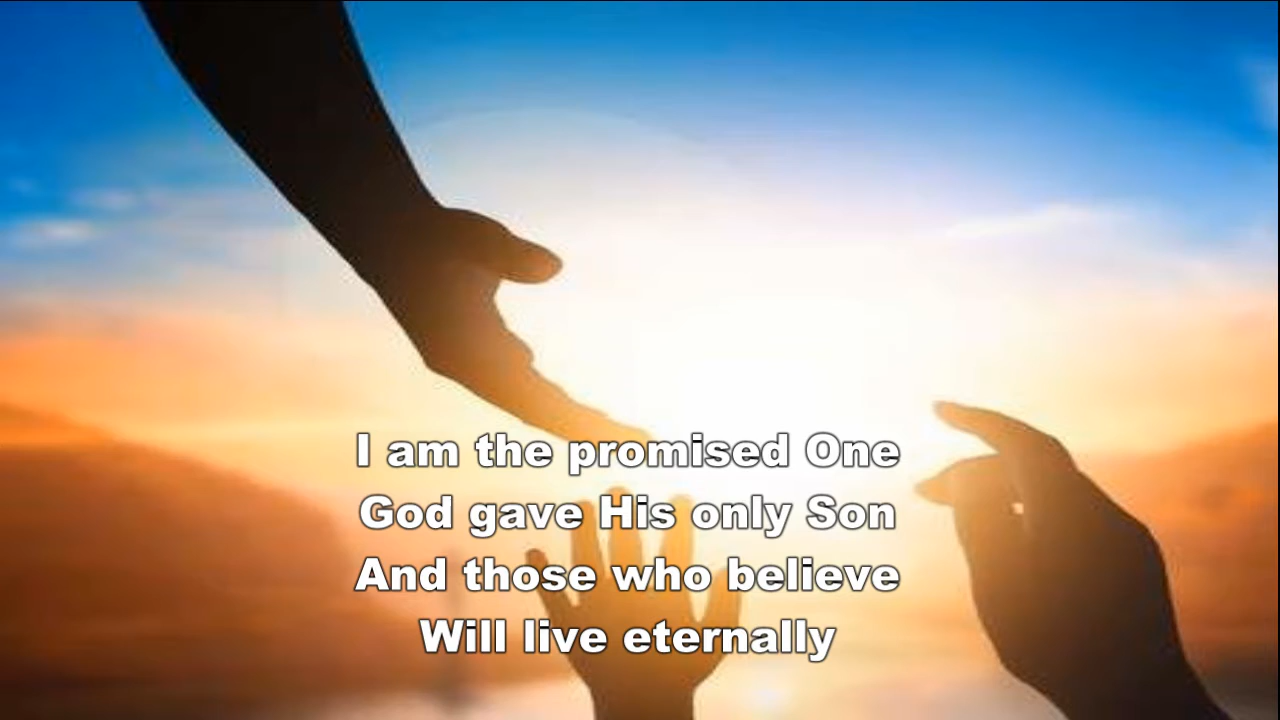 I am the promised One
God gave His only Son
And those who believe
Will live eternally